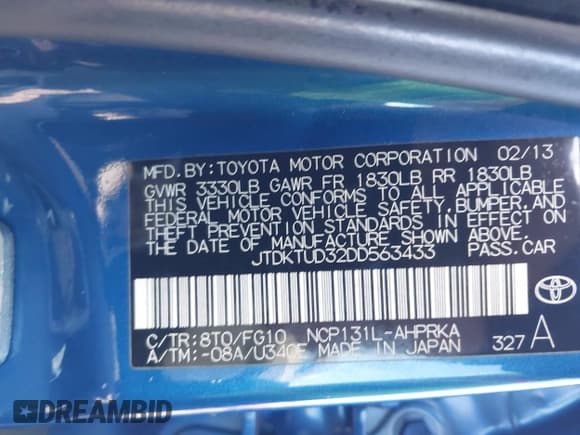 MFD.BY:TOYOTA MOTOR CORPORATION 02/13
GVWR 3330LB GAWR FR 1830LB RR 1830LB
THIS VEHICLE CONFORMS TO ALL APPLICABLE
FEDERAL MOTOR VEHICLE SAFETY,BUMPER,AND
THEFT PREVENTION STANDARDS IN EFFECT ON
THE DATE OF MANUFACTURE SHOWN ABOVE.
JTDKTUD32DD563433 PASS.CAR
C/TR:8T0/FG10 NCP131L-AHPRKA
A/TM:-08A/U340E MADE IN JAPAN 327 A
DREAMBID